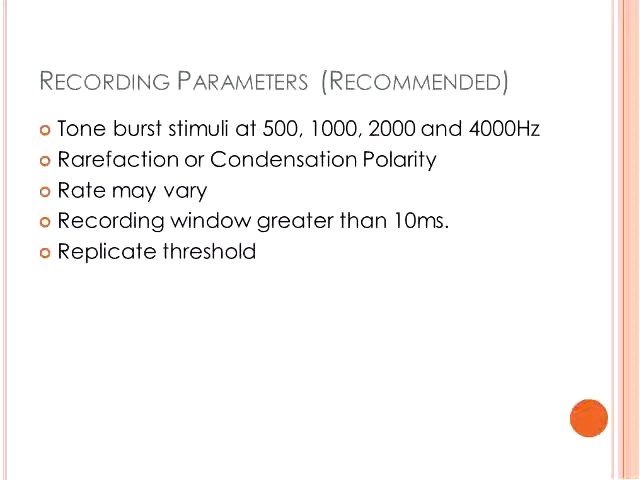 Recording Parameters (Recommended)
Tone burst stimuli at 500, 1000, 2000 and 4000Hz
Rarefaction or Condensation Polarity
Rate may vary
Recording window greater than 10ms.
Replicate threshold